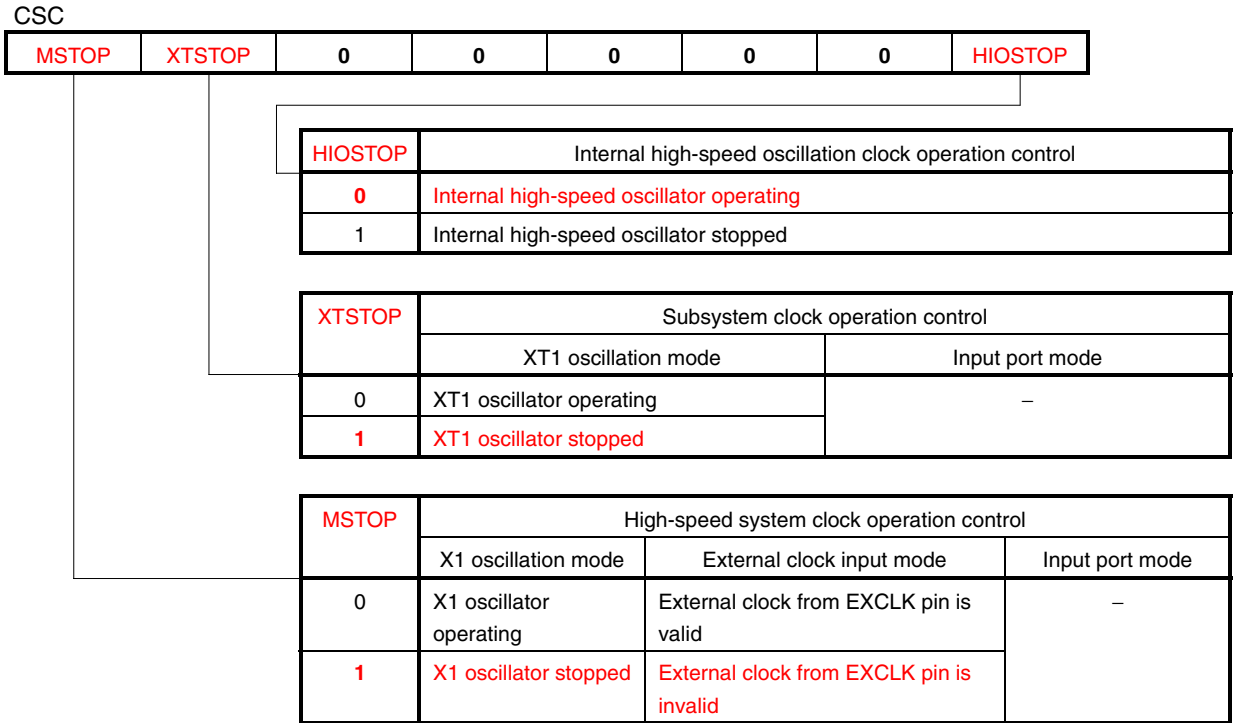 CSC
MSTOP XTSTOP 0 0 0 0 0 HIOSTOP
HIOSTOP Internal high-speed oscillation clock operation control
0 Internal high-speed oscillator operating
1 Internal high-speed oscillator stopped
XTSTOP Subsystem clock operation control
XT1 oscillation mode Input port mode
0 XT1 oscillator operating –
1 XT1 oscillator stopped
MSTOP High-speed system clock operation control
X1 oscillation mode External clock input mode Input port mode
0 X1 oscillator External clock from EXCLK pin is –
operating valid
1 X1 oscillator stopped External clock from EXCLK pin is
invalid